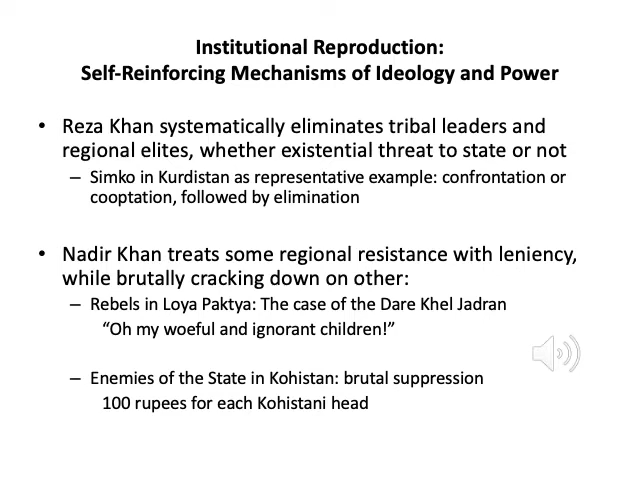 Institutional Reproduction:
Self-Reinforcing Mechanisms of Ideology and Power
• Reza Khan systematically eliminates tribal leaders and
regional elites, whether existential threat to state or not
– Simko in Kurdistan as representative example: confrontation or
cooptation, followed by elimination
• Nadir Khan treats some regional resistance with leniency,
while brutally cracking down on other:
– Rebels in Loya Paktya: The case of the Dare Khel Jadran
“Oh my woeful and ignorant children!”
– Enemies of the State in Kohistan: brutal suppression
100 rupees for each Kohistani head